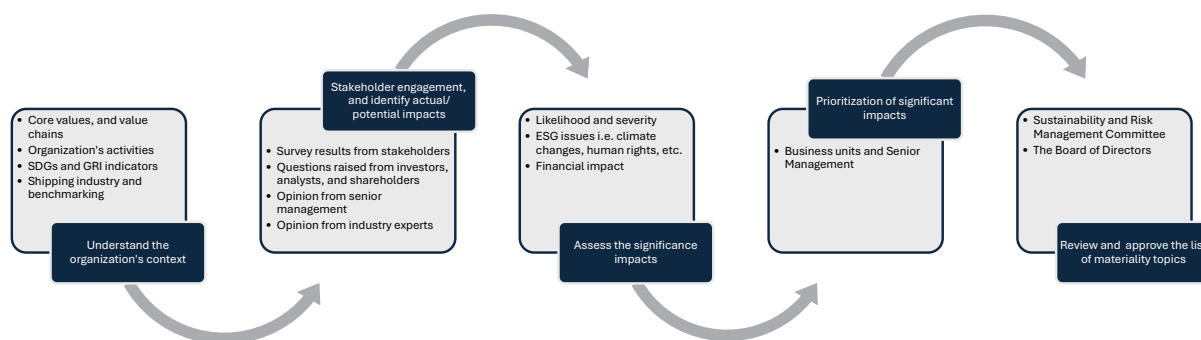 • Core values, and value
chains
• Organization's activities
• SDGs and GRI indicators
• Shipping industry and
benchmarking
Understand the
organization's context
Stakeholder engagement,
and identify actual/
potential impacts
• Survey results from stakeholders
• Questions raised from investors,
analysts, and shareholders
• Opinion from senior
management
• Opinion from industry experts
• Likelihood and severity
• ESG issues i.e. climate
changes, human rights, etc.
• Financial impact
Assess the significance
impacts
Prioritization of significant
impacts
• Business units and Senior
Management
• Sustainability and Risk
Management Committee
• The Board of Directors
Review and approve the lis
of materiality topics